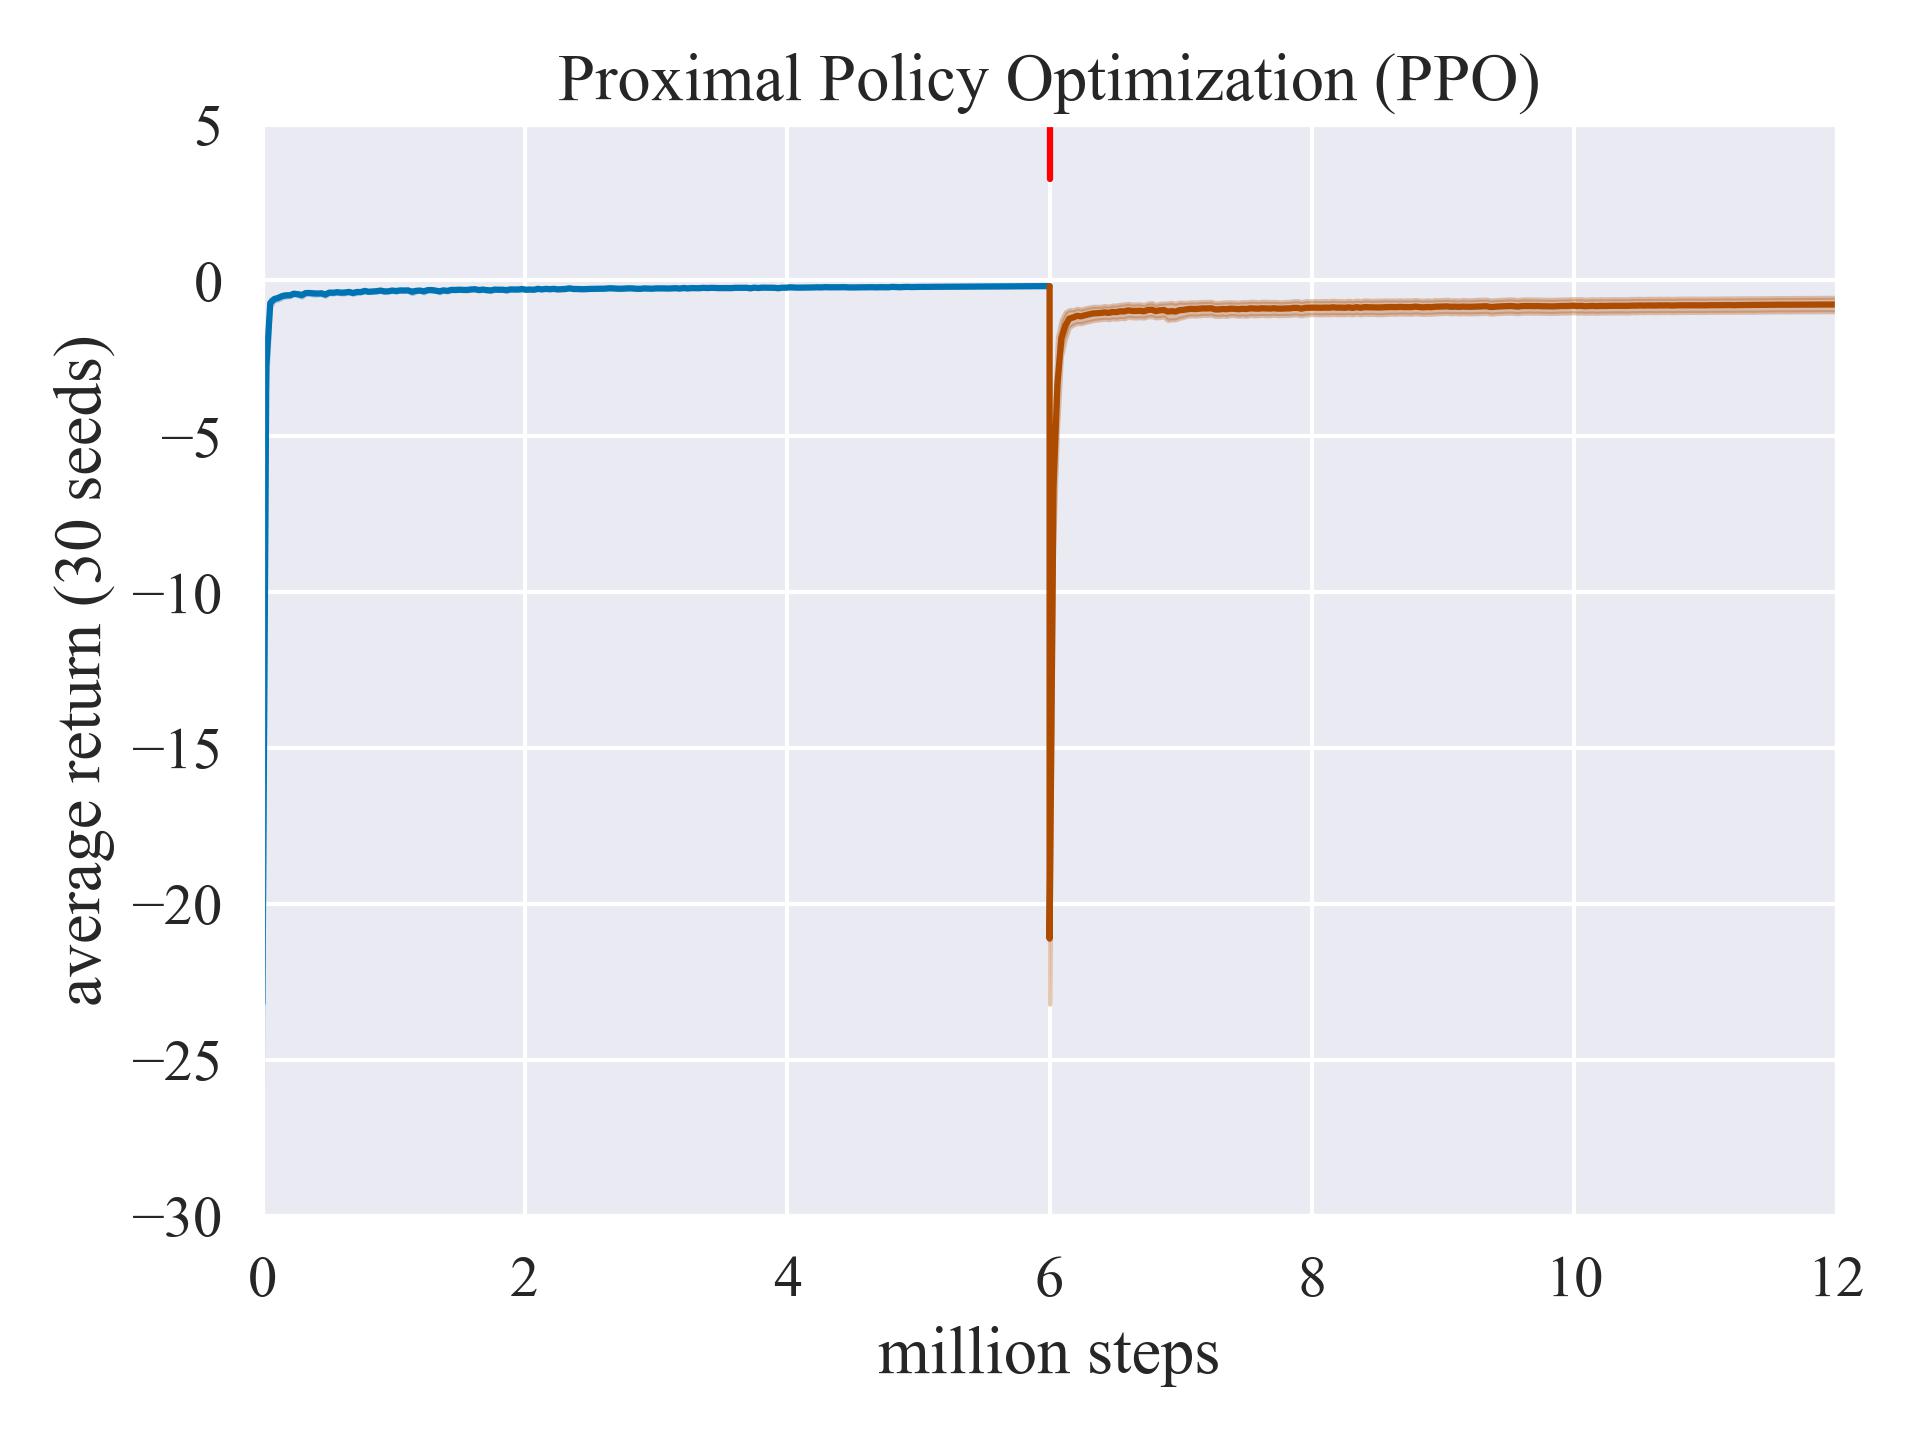 Proximal Policy Optimization (PPO)
5
0
−5
−10
−15
−20
−25
−30
average return (30 seeds)
0 2 4 6 8 10 12
million steps